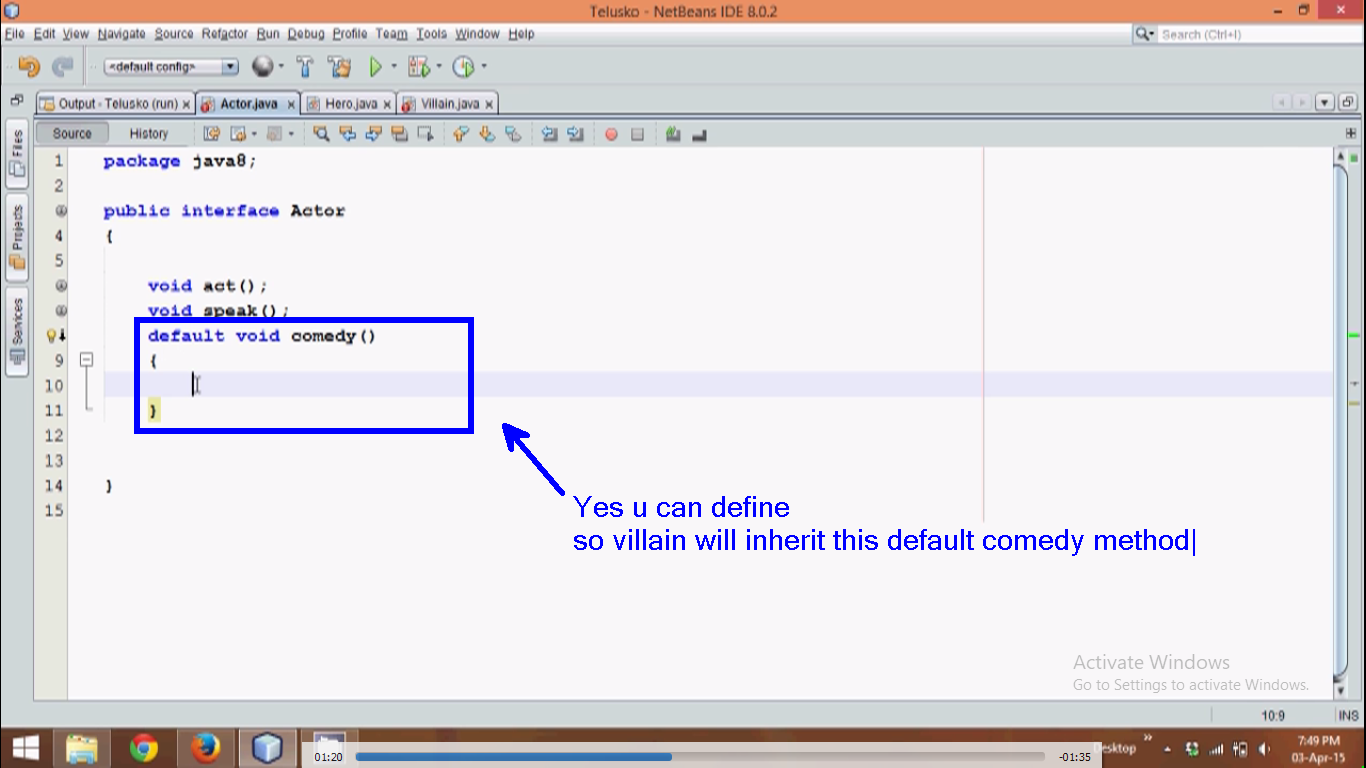 Telusko - NetBeans IDE 8.0.2
File Edit View Navigate Source Refactor Run Debug Profile Team Tools Window Help
Search (Ctrl+I)
<default config>
Output - Telusko (run) x Actor.java x Hero.java x Villain.java x
Source History
Files
Projects
Services
1 package java8;
2
public interface Actor
4 {
5
void act();
void speak();
default void comedy()
9 {
10
11 }
12
13
14 }
15
Yes u can define
so villain will inherit this default comedy method|
Activate Windows
Go to Settings to activate Windows.
10:9 INS
01:20 -01:35 Desktop
7:49 PM
03-Apr-15